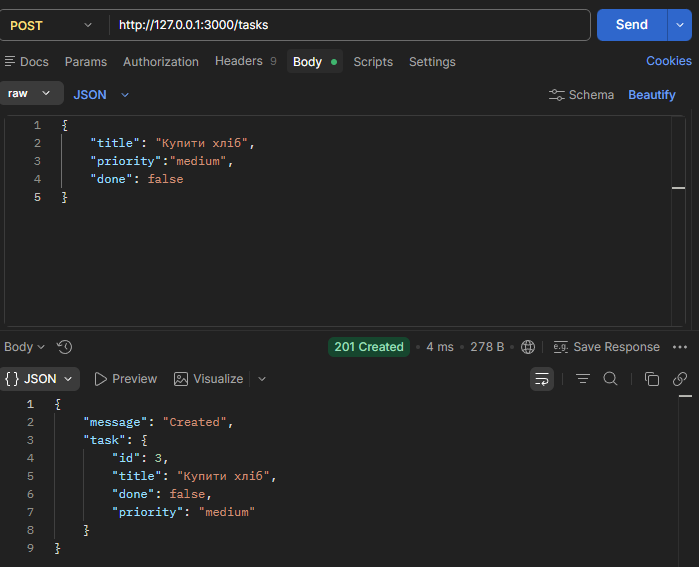 POST http://127.0.0.1:3000/tasks Send
Docs Params Authorization Headers 9 Body Scripts Settings Cookies
raw JSON Schema Beautify
1 {
2 "title": "Купити хліб",
3 "priority":"medium",
4 "done": false
5 }
Body 201 Created • 4 ms • 278 B • e.g. Save Response
{} JSON Preview Visualize
1 {
2 "message": "Created",
3 "task": {
4 "id": 3,
5 "title": "Купити хліб",
6 "done": false,
7 "priority": "medium"
8 }
9 }